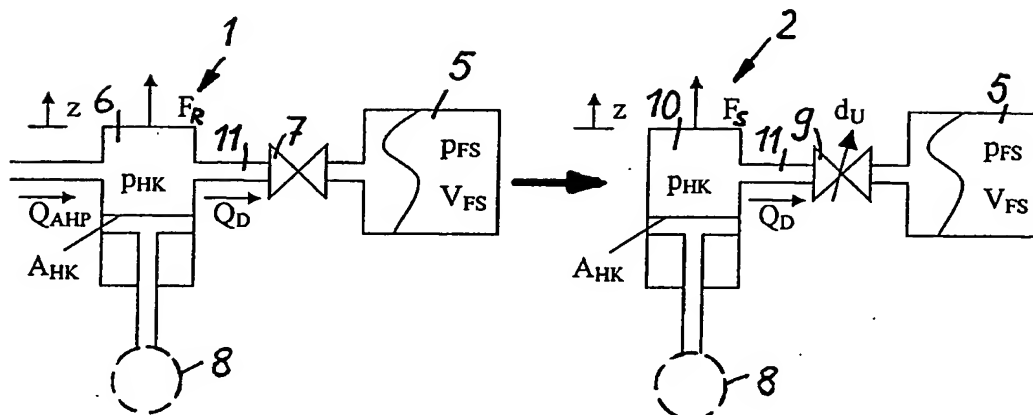 1
6
z
F_R
5
11
7
p_HK
p_FS
V_FS
Q_AHP
Q_D
A_HK
8
2
10
z
F_S
11
9
d_U
5
p_HK
p_FS
V_FS
Q_D
A_HK
8